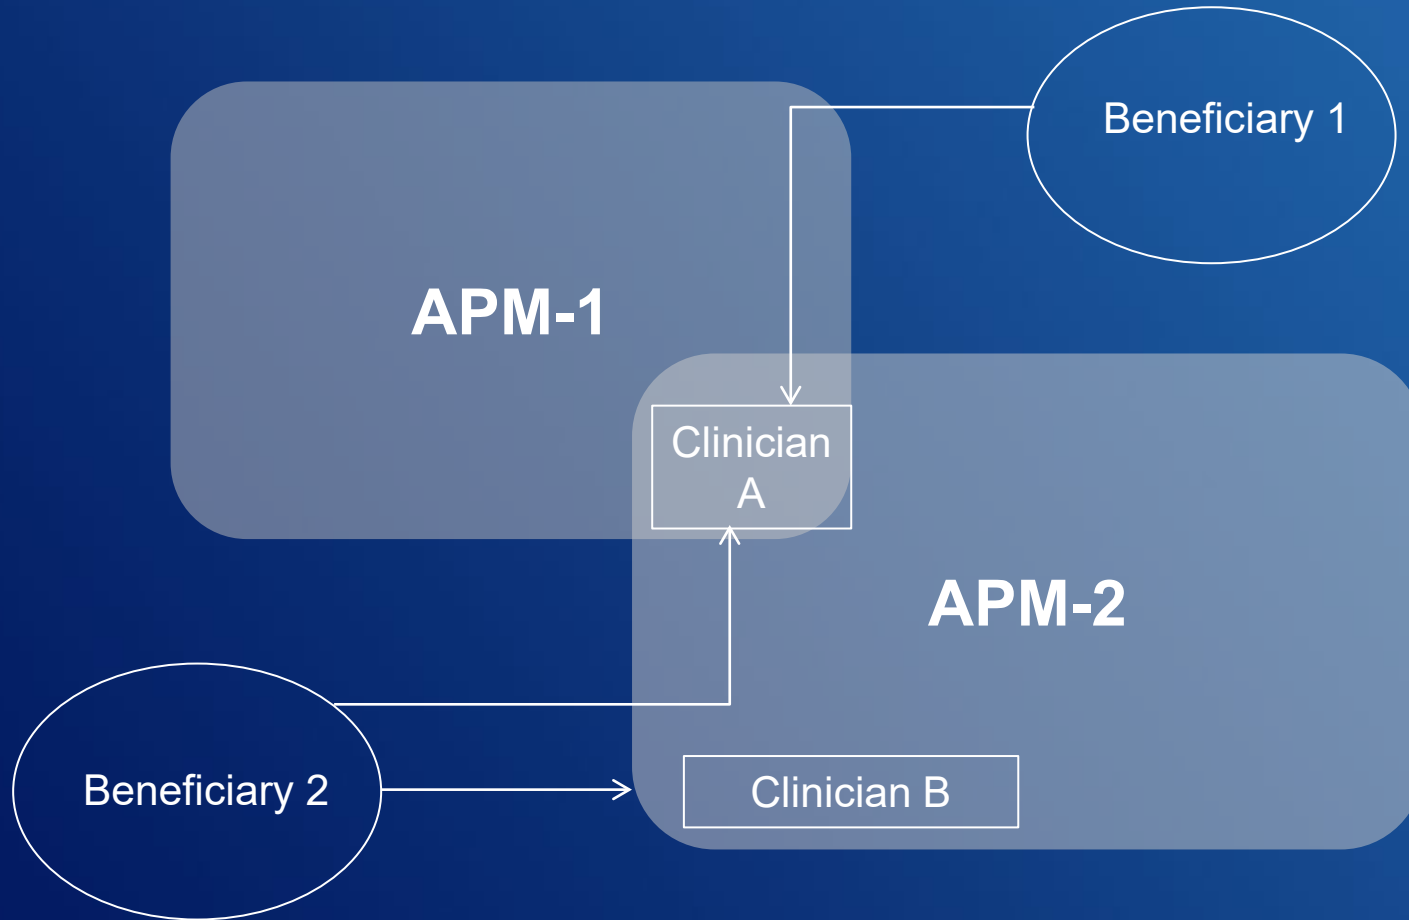 Beneficiary 1
APM-1
Clinician
A
APM-2
Beneficiary 2
Clinician B